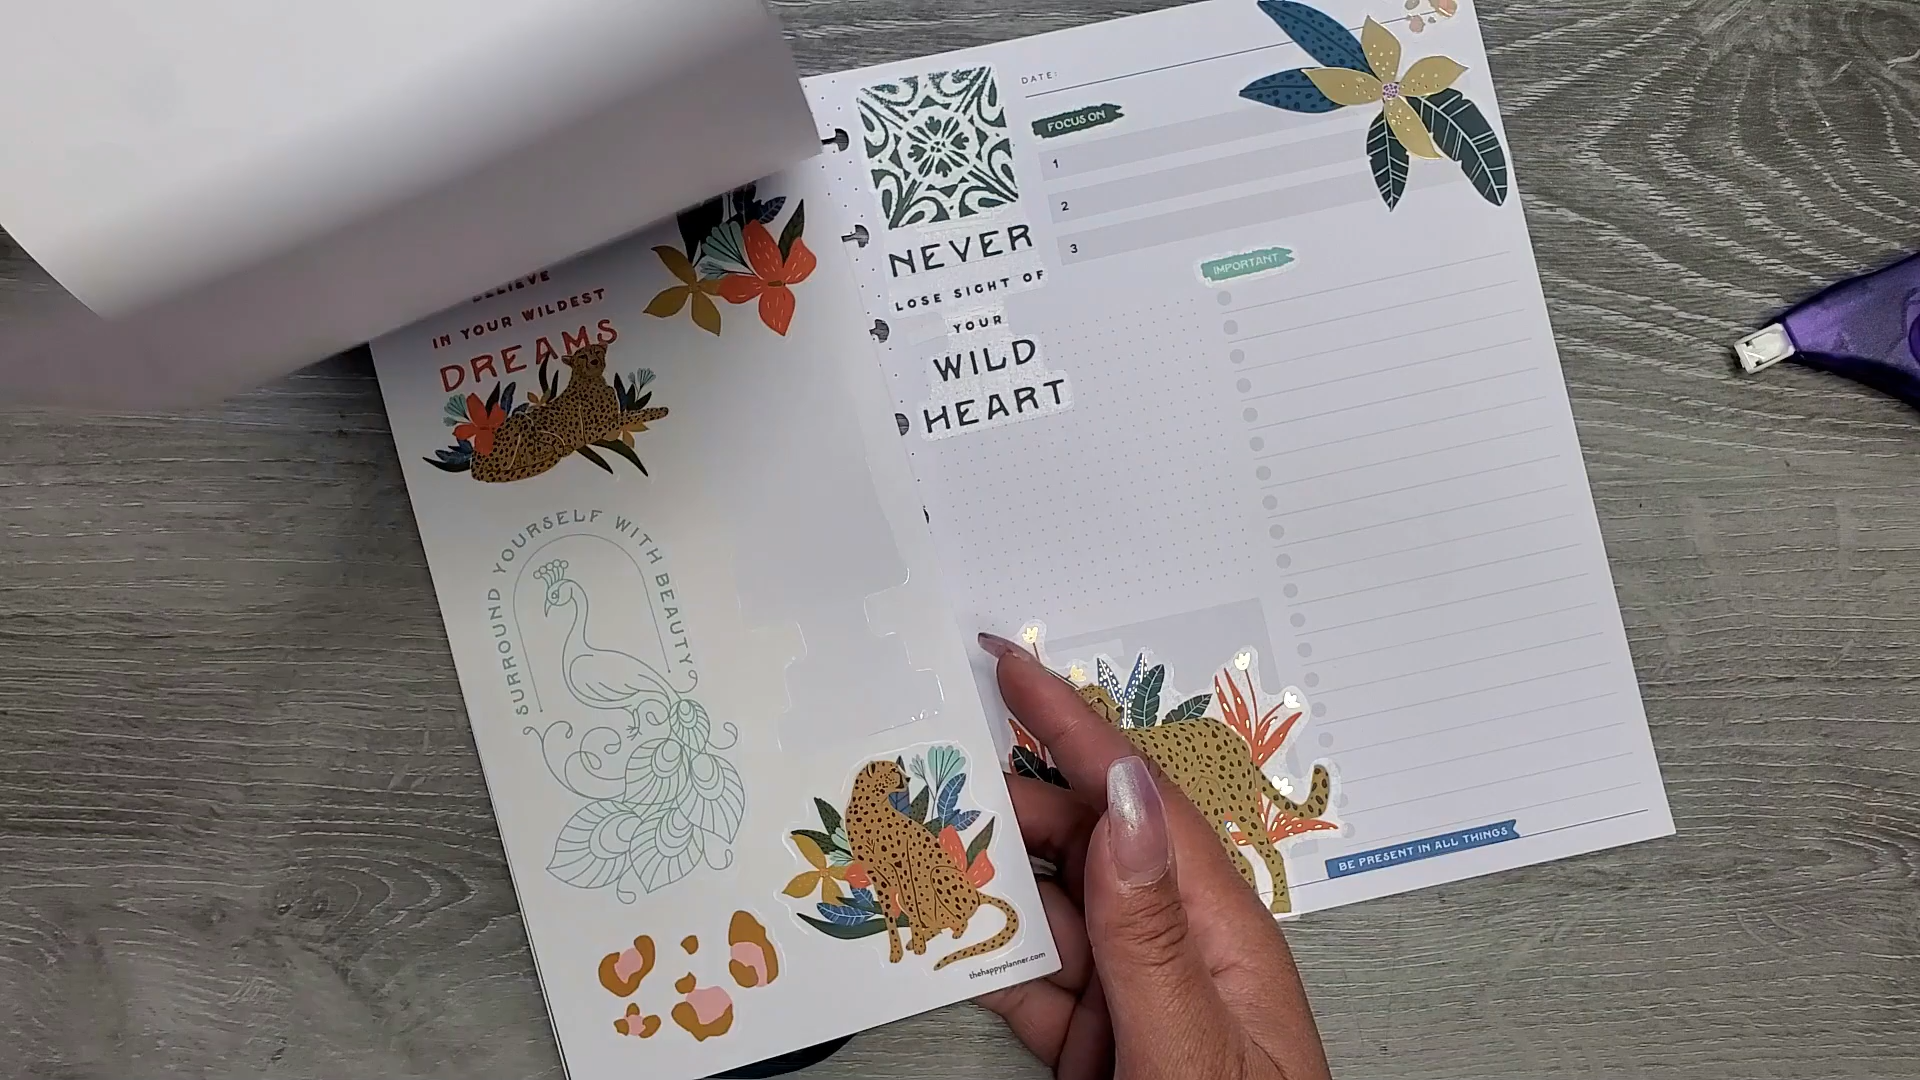 BELIEVE
IN YOUR WILDEST
DREAMS
SURROUND YOURSELF WITH BEAUTY
thehappyplanner.com
NEVER
LOSE SIGHT OF
YOUR
WILD
HEART
DATE:
FOCUS ON
1
2
3
IMPORTANT
BE PRESENT IN ALL THINGS